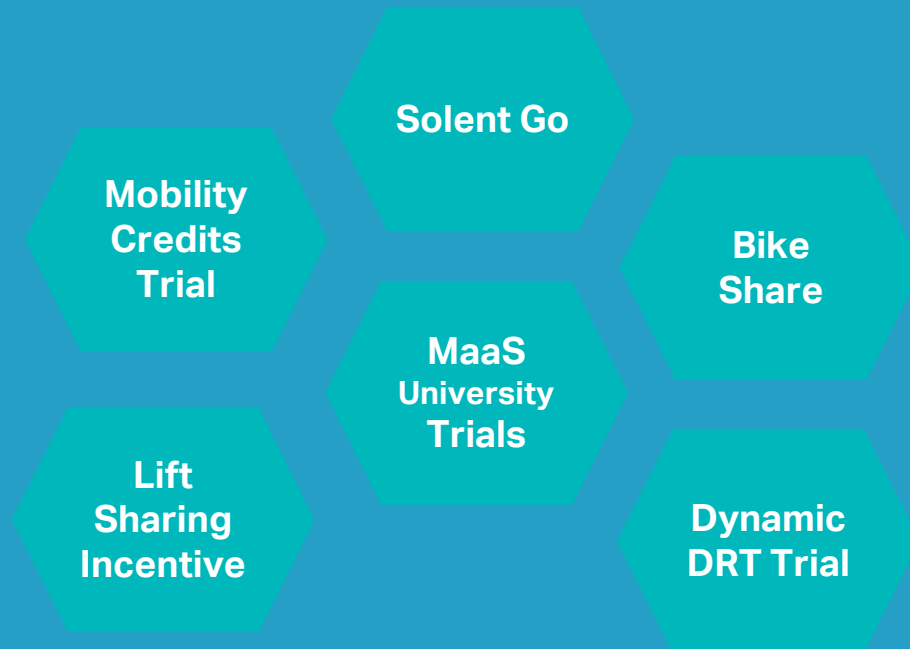 Solent Go
Mobility
Credits
Trial
Bike
Share
MaaS
University
Trials
Lift
Sharing
Incentive
Dynamic
DRT Trial